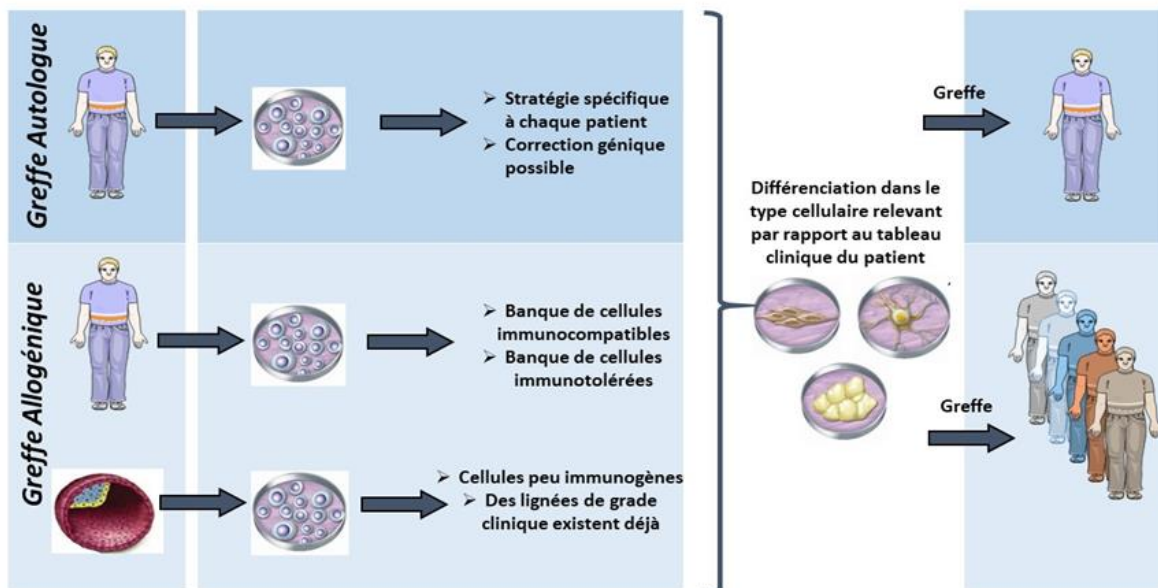 Greffe Autologue
➢ Stratégie spécifique
à chaque patient
➢ Correction génique
possible
Greffe Allogénique
➢ Banque de cellules
immunocompatibles
➢ Banque de cellules
immunotolérées
➢ Cellules peu immunogènes
➢ Des lignées de grade
clinique existent déjà
Différenciation dans le
type cellulaire relevant
par rapport au tableau
clinique du patient
Greffe
Greffe